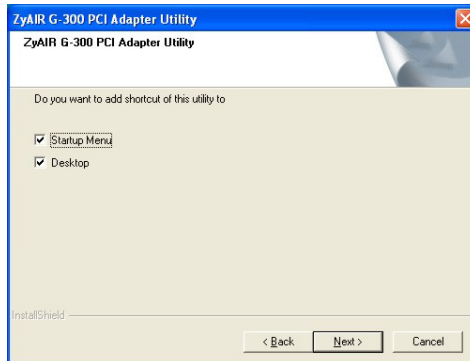 ZyAIR G-300 PCI Adapter Utility
ZyAIR G-300 PCI Adapter Utility
Do you want to add shortcut of this utility to
Startup Menu
Desktop
InstallShield
< Back
Next >
Cancel